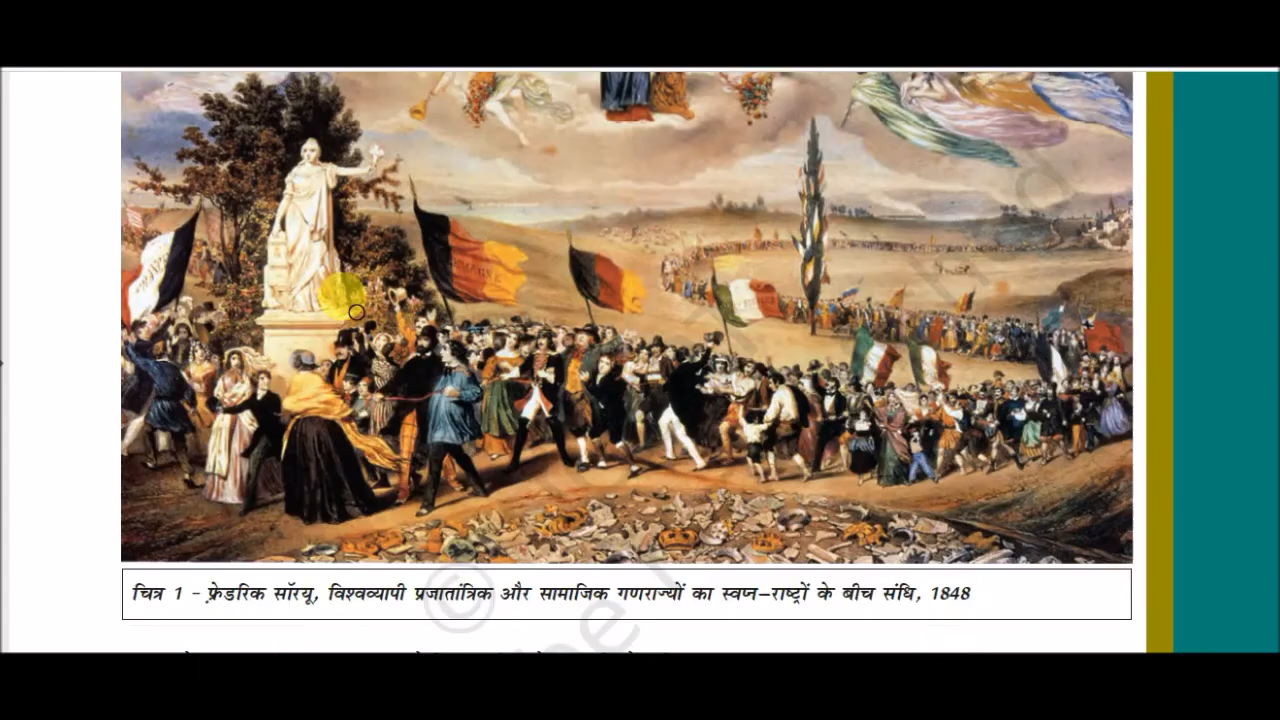 चित्र 1 - फ़्रेडरिक सॉरयू, विश्वव्यापी प्रजातांत्रिक और सामाजिक गणराज्यों का स्वप्न–राष्ट्रों के बीच संधि, 1848